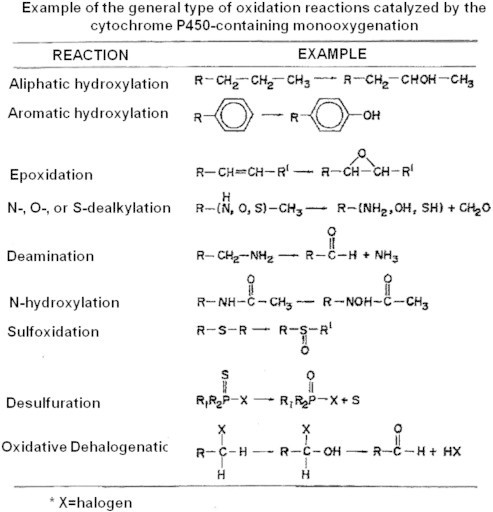 Example of the general type of oxidation reactions catalyzed by the
cytochrome P450-containing monooxygenation
REACTION EXAMPLE
Aliphatic hydroxylation R—CH₂—CH₂—CH₃ → R—CH₂—CHOH—CH₃
Aromatic hydroxylation R— → R— —OH
O
Epoxidation R—CH=CH—R' → R—CH—CH—R'
H
N-, O-, or S-dealkylation R—(N, O, S)—CH₃ → R—(NH₂,OH, SH) + CH₂O
O
Deamination R—CH₂—NH₂ → R—C—H + NH₃
O O
N-hydroxylation R—NH—C—CH₃ → R—NOH—C—CH₃
Sulfoxidation R—S—R → R—S—R'
O
S O
Desulfuration R₁R₂P—X → R₁R₂P—X + S
X X O
Oxidative Dehalogenatic R—C—H → R—C—OH → R—C—H + HX
H H
* X=halogen